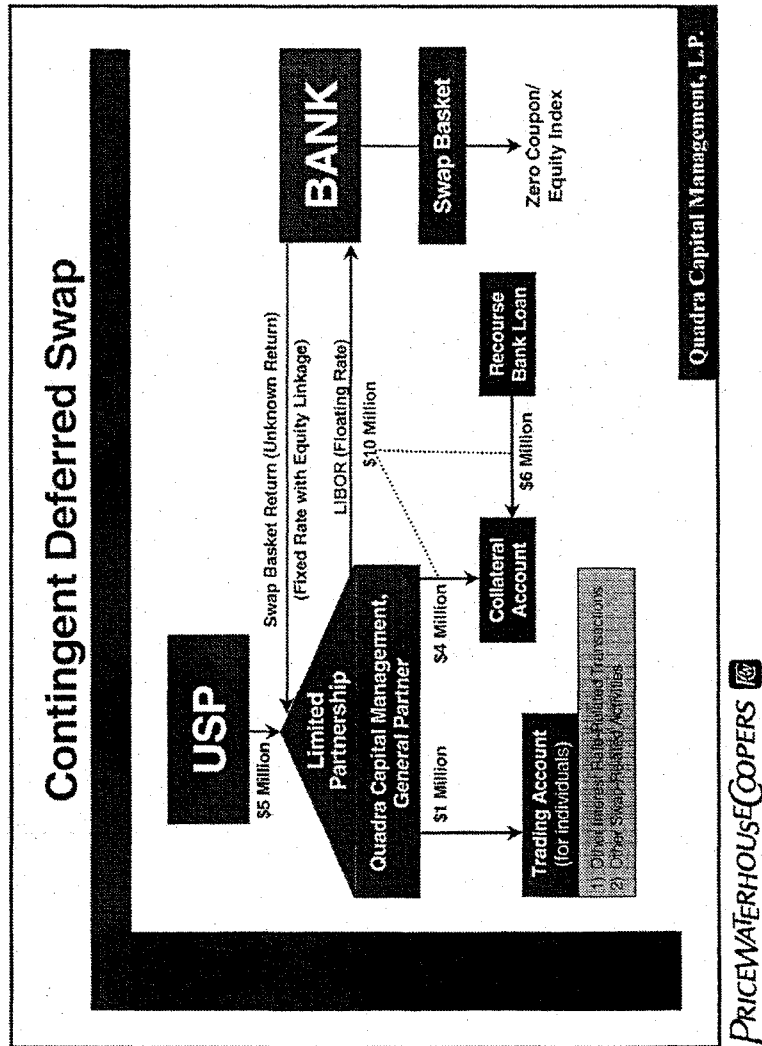 Contingent Deferred Swap
USP
$5 Million
Swap Basket Return (Unknown Return)
(Fixed Rate with Equity Linkage)
BANK
LIBOR (Floating Rate)
Limited
Partnership
Quadra Capital Management,
General Partner
$10 Million
Swap Basket
Zero Coupon/
Equity Index
$1 Million
$4 Million
$6 Million
Recourse
Bank Loan
Collateral
Account
Trading Account
(for individuals)
1) Other Interest Rate-Related Transactions
2) Other Swap-Related Activities
Quadra Capital Management, L.P.
PRICEWATERHOUSECOOPERS